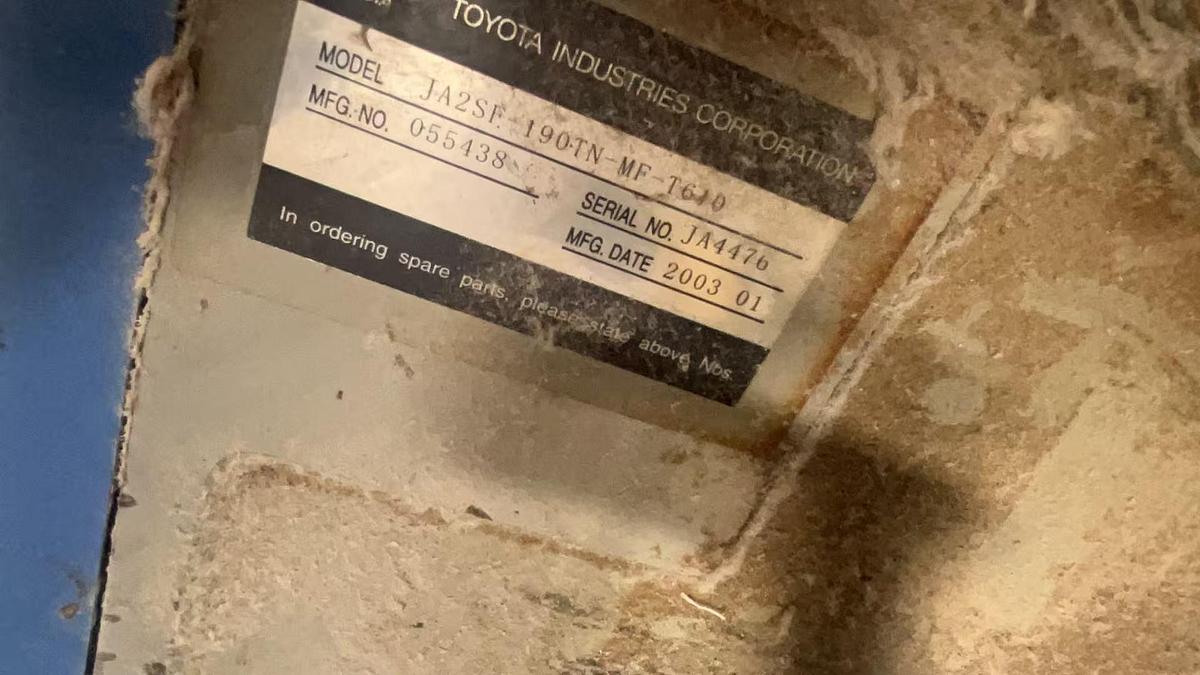 TOYOTA INDUSTRIES CORPORATION
MODEL JA2SF-190TN-MF-T610
MFG. NO. 055438
SERIAL NO. JA4476
MFG. DATE 2003 01
In ordering spare parts, please state above Nos.